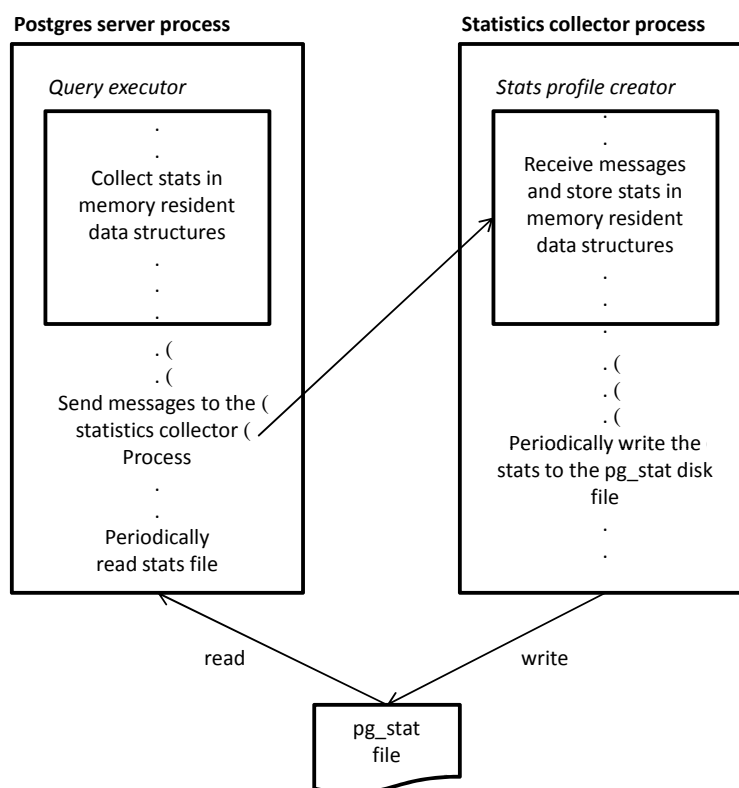 Postgres server process
Query executor
.
.
Collect stats in
memory resident
data structures
.
.
.
. (
. (
Send messages to the (
statistics collector (
Process
.
.
Periodically
read stats file
Statistics collector process
Stats profile creator
.
.
Receive messages
and store stats in
memory resident
data structures
.
.
.
. (
. (
. (
Periodically write the
stats to the pg_stat disk
file
.
.
read
write
pg_stat
file